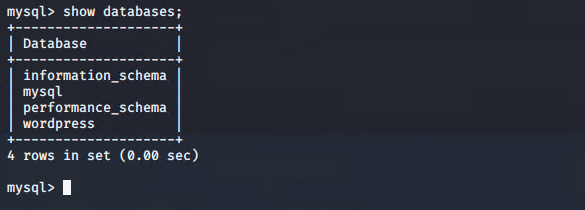 mysql> show databases;
+--------------------+
| Database           |
+--------------------+
| information_schema |
| mysql              |
| performance_schema |
| wordpress          |
+--------------------+
4 rows in set (0.00 sec)
mysql>